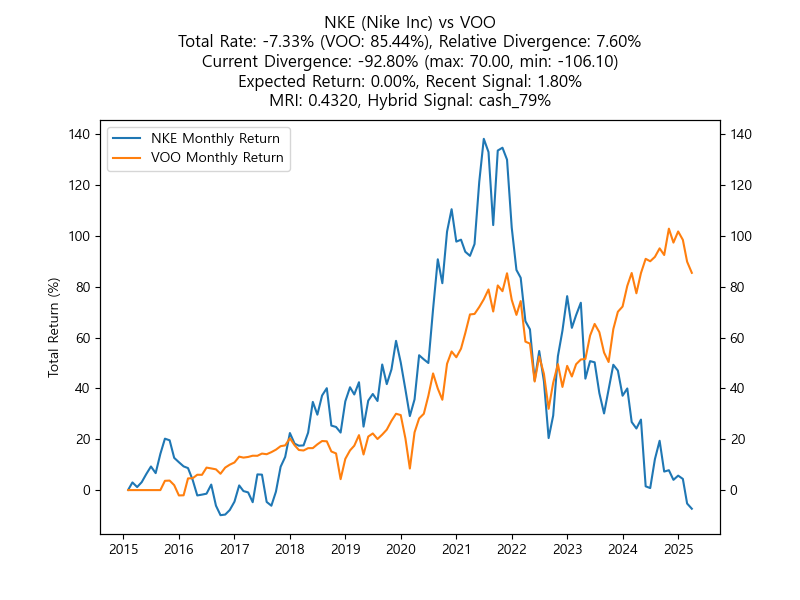 NKE (Nike Inc) vs VOO
Total Rate: -7.33% (VOO: 85.44%), Relative Divergence: 7.60%
Current Divergence: -92.80% (max: 70.00, min: -106.10)
Expected Return: 0.00%, Recent Signal: 1.80%
MRI: 0.4320, Hybrid Signal: cash_79%
NKE Monthly Return
VOO Monthly Return
Total Return (%)
140
120
100
80
60
40
20
0
140
120
100
80
60
40
20
0
2015 2016 2017 2018 2019 2020 2021 2022 2023 2024 2025